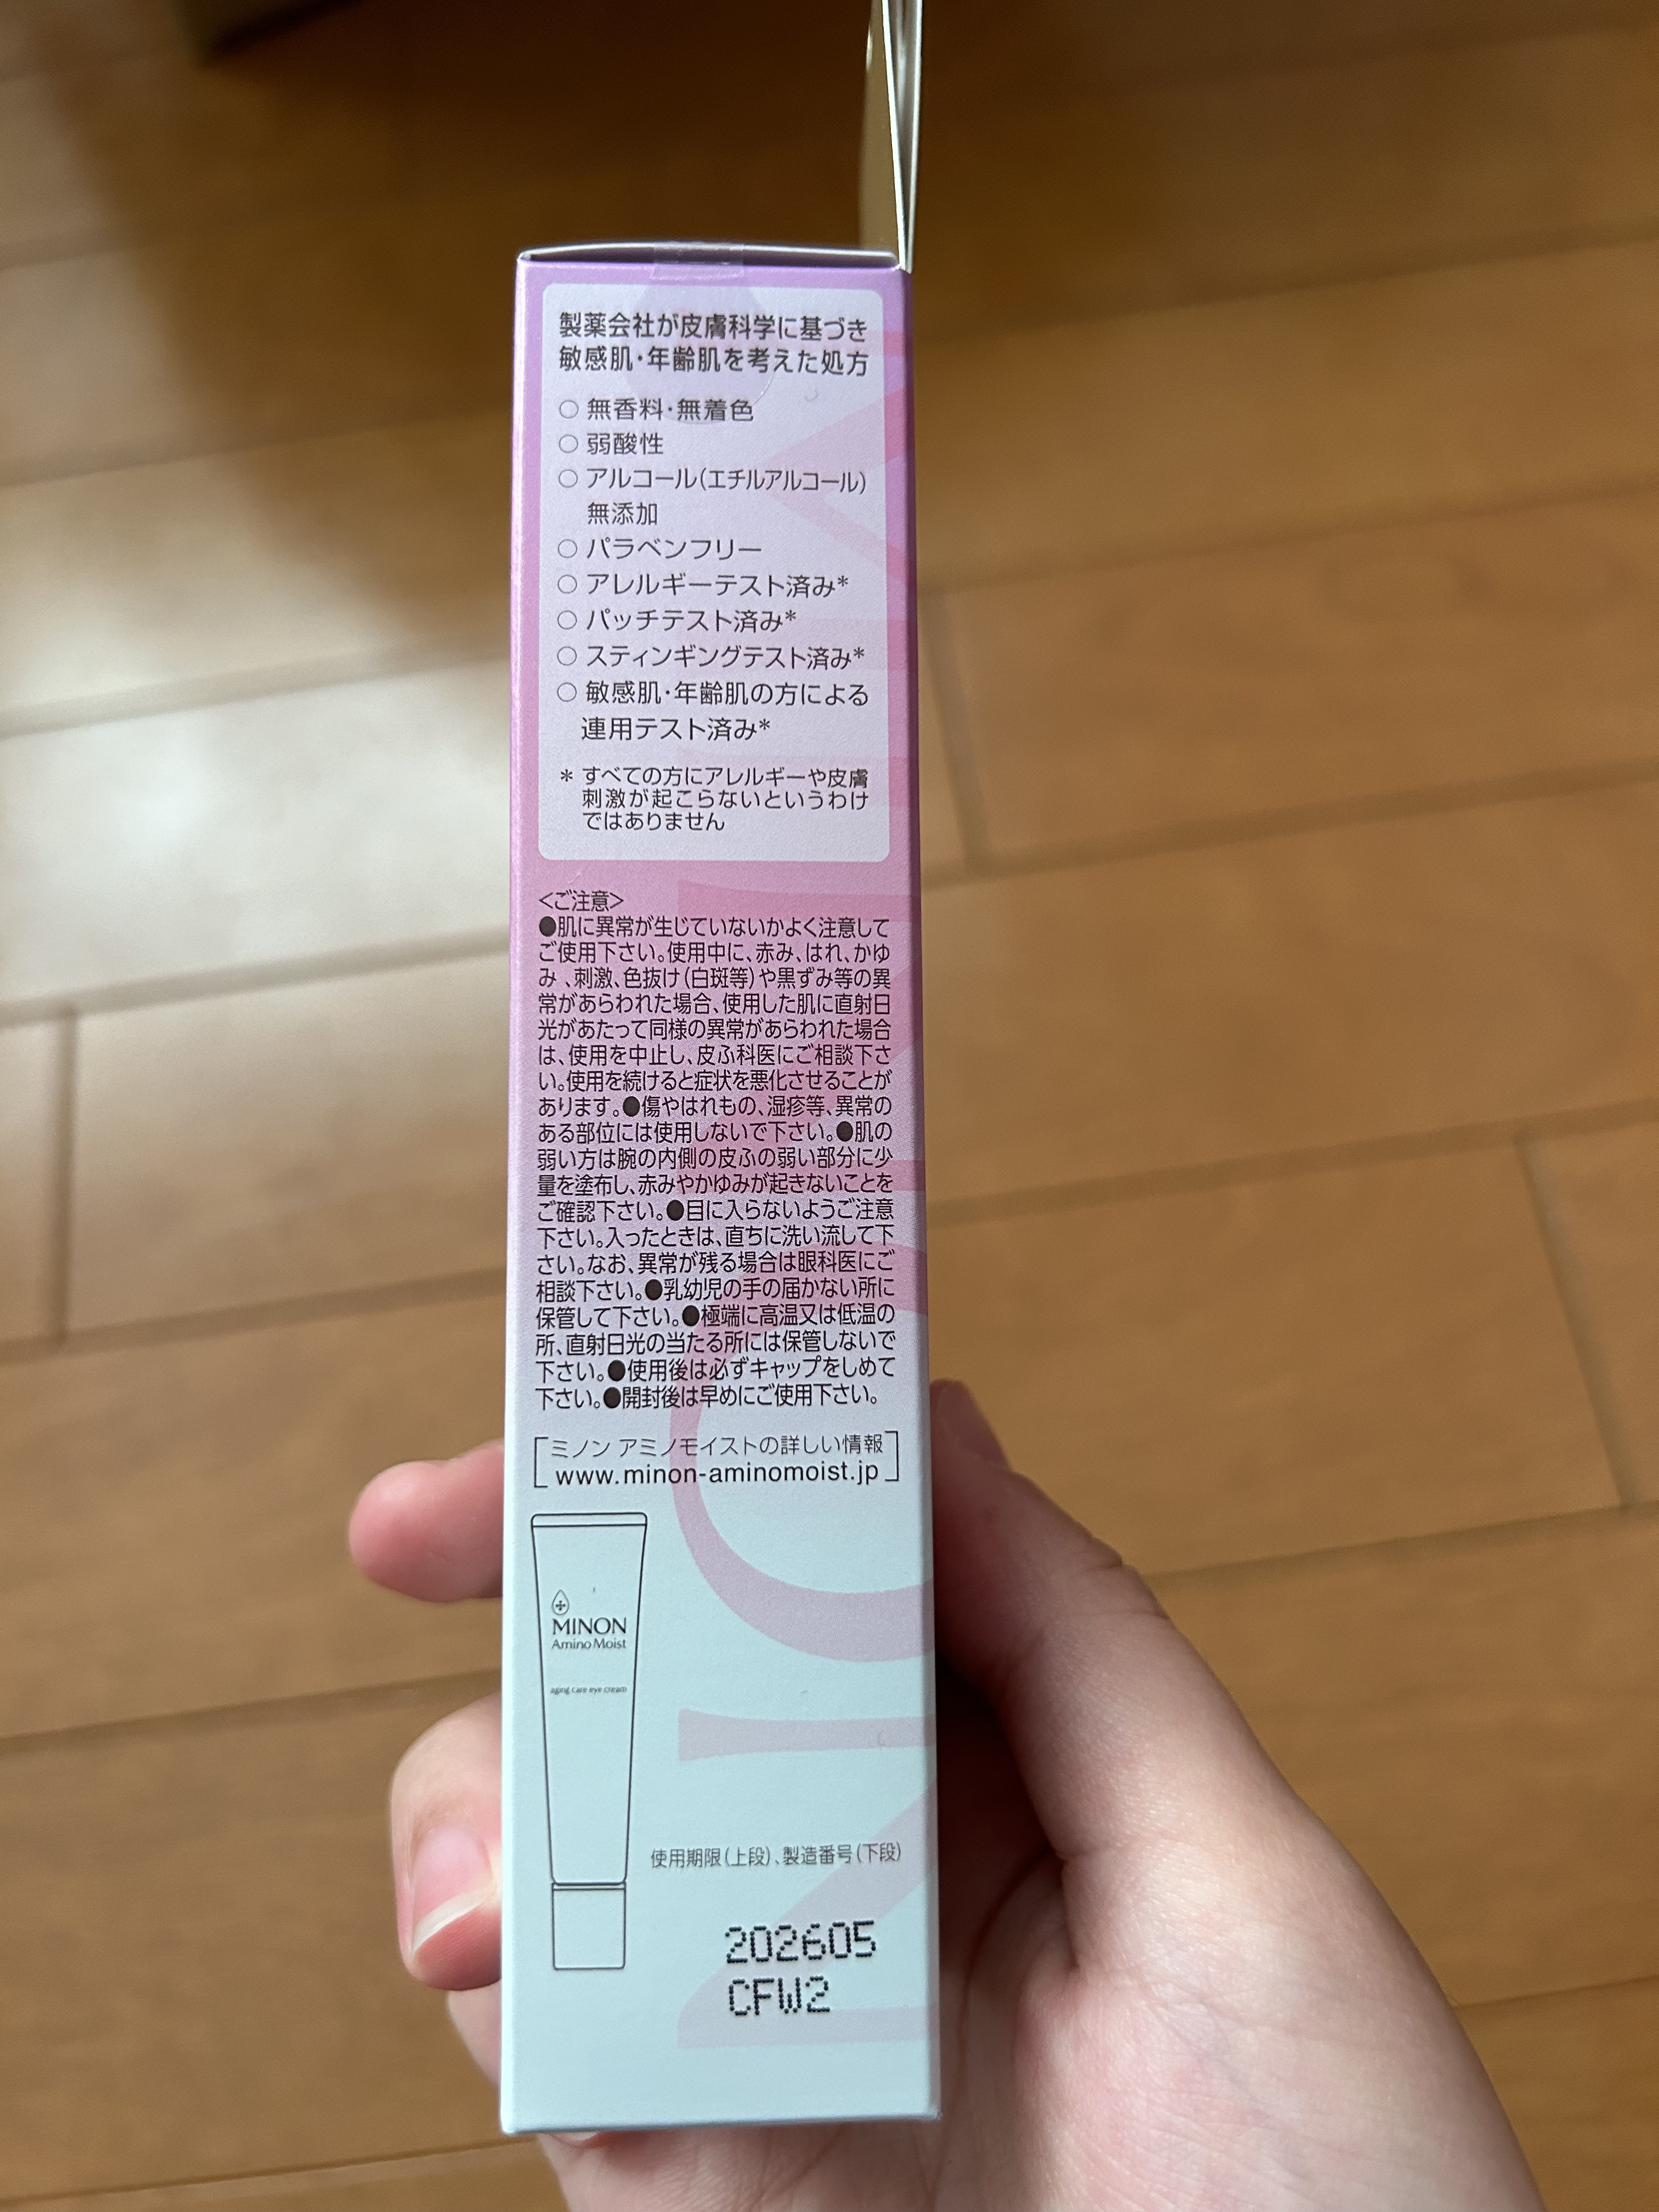 製薬会社が皮膚科学に基づき
敏感肌・年齢肌を考えた処方
○ 無香料・無着色
○ 弱酸性
○ アルコール(エチルアルコール)
無添加
○ パラベンフリー
○ アレルギーテスト済み*
○ パッチテスト済み*
○ スティンギングテスト済み*
○ 敏感肌・年齢肌の方による
連用テスト済み*
* すべての方にアレルギーや皮膚
刺激が起こらないというわけ
ではありません
<ご注意>
●肌に異常が生じていないかよく注意して
ご使用下さい。使用中に、赤み、はれ、かゆ
み、刺激、色抜け(白斑等)や黒ずみ等の異
常があらわれた場合、使用した肌に直射日
光があたって同様の異常があらわれた場合
は、使用を中止し、皮ふ科医にご相談下さ
い。使用を続けると症状を悪化させることが
あります。●傷やはれもの、湿疹等、異常の
ある部位には使用しないで下さい。●肌の
弱い方は腕の内側の皮ふの弱い部分に少
量を塗布し、赤みやかゆみが起きないことを
ご確認下さい。●目に入らないようご注意
下さい。入ったときは、直ちに洗い流して下
さい。なお、異常が残る場合は眼科医にご
相談下さい。●乳幼児の手の届かない所に
保管して下さい。●極端に高温又は低温の
所、直射日光の当たる所には保管しないで
下さい。●使用後は必ずキャップをしめて
下さい。●開封後は早めにご使用下さい。
ミノン アミノモイストの詳しい情報
www.minon-aminomoist.jp
MINON
Amino Moist
aging care eye cream
使用期限(上段)、製造番号(下段)
202605
CFW2